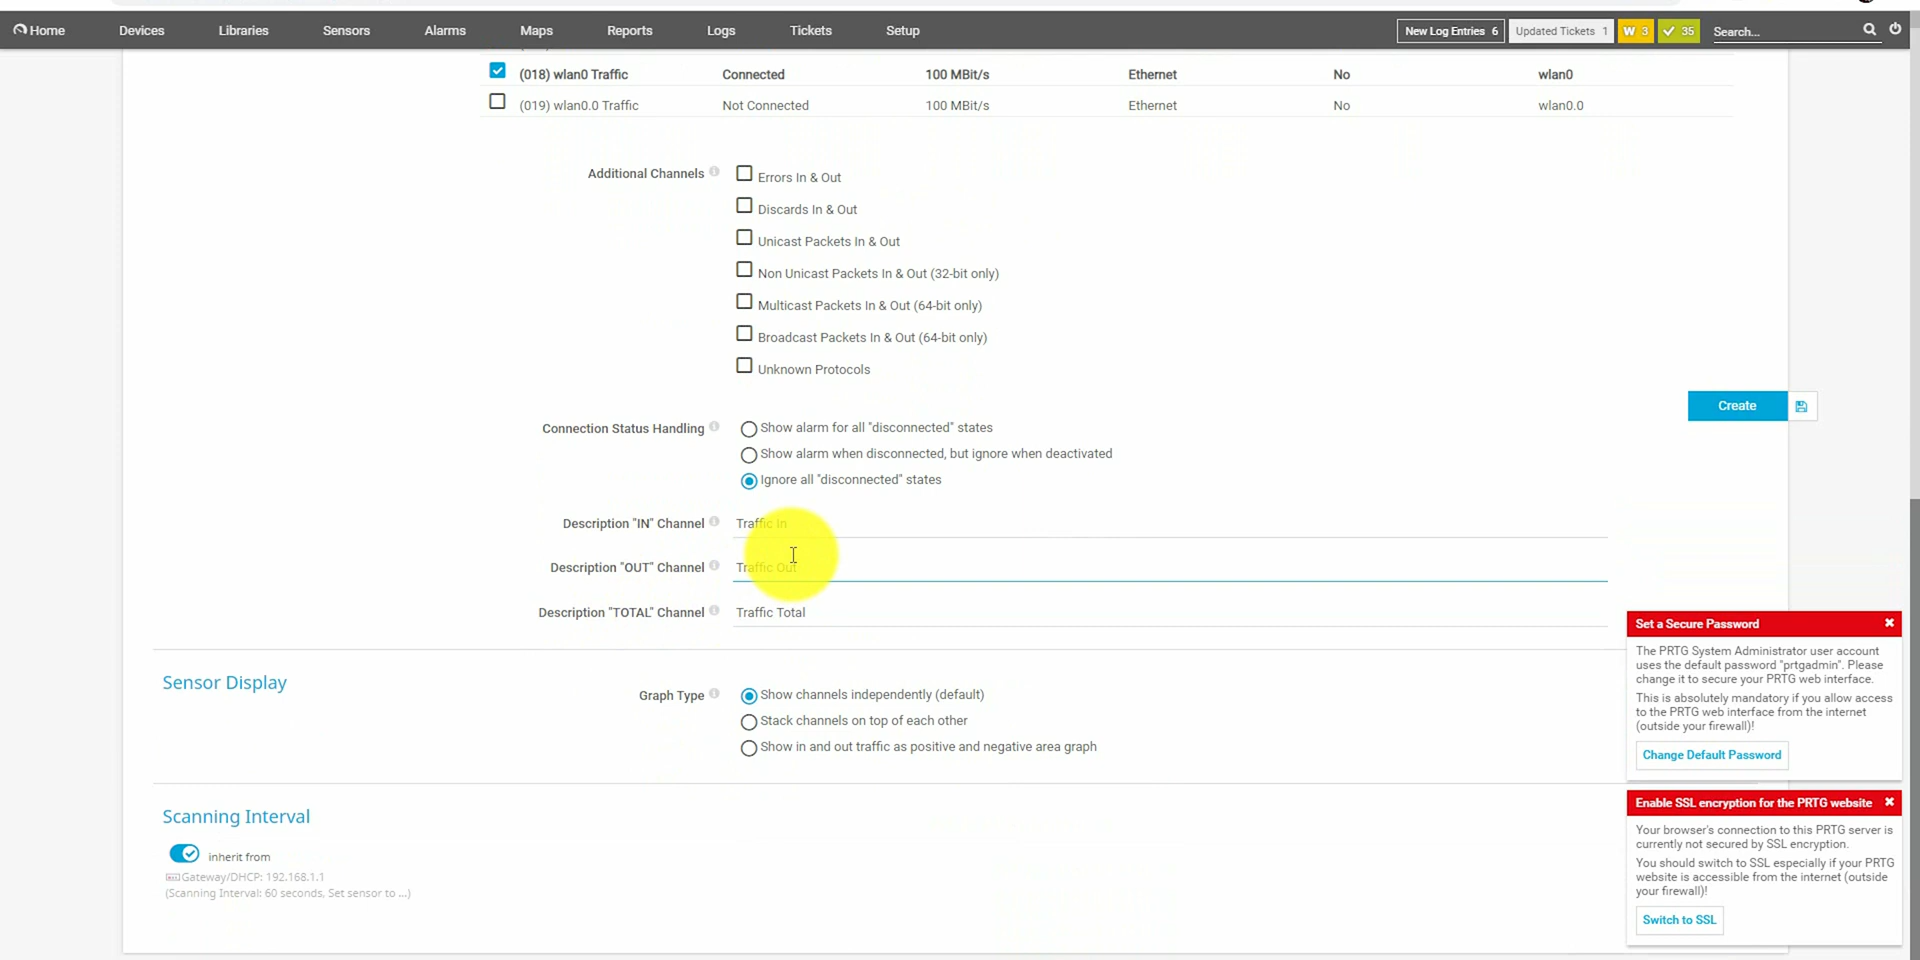 Home Devices Libraries Sensors Alarms Maps Reports Logs Tickets Setup New Log Entries 6 Updated Tickets 1 W 3 35 Search...
(018) wlan0 Traffic Connected 100 MBit/s Ethernet No wlan0
(019) wlan0.0 Traffic Not Connected 100 MBit/s Ethernet No wlan0.0
Additional Channels Errors In & Out
Discards In & Out
Unicast Packets In & Out
Non Unicast Packets In & Out (32-bit only)
Multicast Packets In & Out (64-bit only)
Broadcast Packets In & Out (64-bit only)
Unknown Protocols
Create
Connection Status Handling Show alarm for all "disconnected" states
Show alarm when disconnected, but ignore when deactivated
Ignore all "disconnected" states
Description "IN" Channel Traffic In
Description "OUT" Channel Traffic Out
Description "TOTAL" Channel Traffic Total
Sensor Display
Graph Type Show channels independently (default)
Stack channels on top of each other
Show in and out traffic as positive and negative area graph
Scanning Interval
inherit from
Gateway/DHCP: 192.168.1.1
(Scanning Interval: 60 seconds, Set sensor to ...)
Set a Secure Password
The PRTG System Administrator user account
uses the default password "prtgadmin". Please
change it to secure your PRTG web interface.
This is absolutely mandatory if you allow access
to the PRTG web interface from the internet
(outside your firewall)!
Change Default Password
Enable SSL encryption for the PRTG website
Your browser's connection to this PRTG server is
currently not secured by SSL encryption.
You should switch to SSL especially if your PRTG
website is accessible from the internet (outside
your firewall)!
Switch to SSL